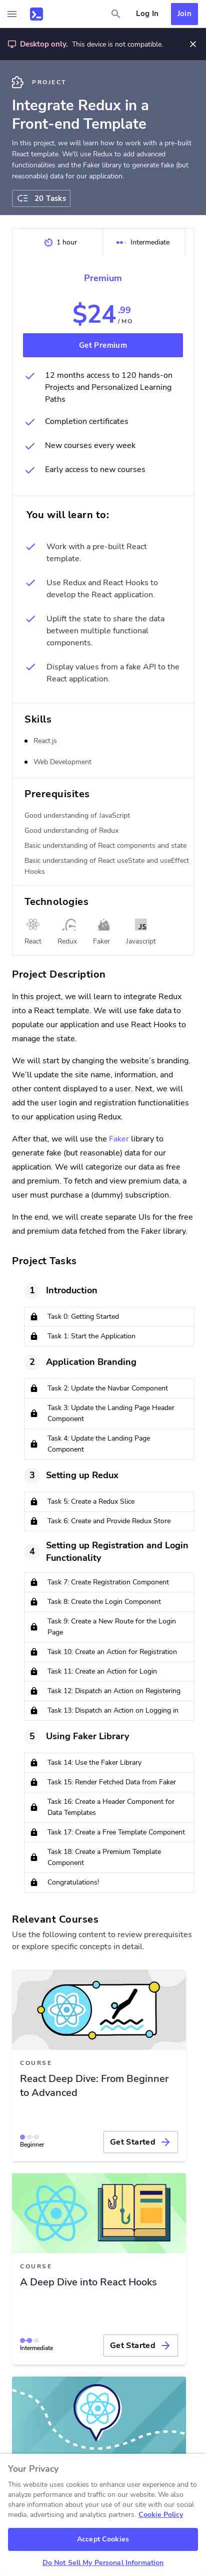 Log In
Join
Desktop only. This device is not compatible.
PROJECT
Integrate Redux in a
Front-end Template
In this project, we will learn how to work with a pre-built
React template. We'll use Redux to add advanced
functionalities and the Faker library to generate fake (but
reasonable) data for our application.
20 Tasks
1 hour
Intermediate
Premium
$24.99
/MO
Get Premium
12 months access to 120 hands-on
Projects and Personalized Learning
Paths
Completion certificates
New courses every week
Early access to new courses
You will learn to:
Work with a pre-built React
template.
Use Redux and React Hooks to
develop the React application.
Uplift the state to share the data
between multiple functional
components.
Display values from a fake API to the
React application.
Skills
React.js
Web Development
Prerequisites
Good understanding of JavaScript
Good understanding of Redux
Basic understanding of React components and state
Basic understanding of React useState and useEffect
Hooks
Technologies
JS
React
Redux
Faker
Javascript
Project Description
In this project, we will learn to integrate Redux
into a React template. We will use fake data to
populate our application and use React Hooks to
manage the state.
We will start by changing the website's branding.
We'll update the site name, information, and
other content displayed to a user. Next, we will
add the user login and registration functionalities
to our application using Redux.
After that, we will use the Faker library to
generate fake (but reasonable) data for our
application. We will categorize our data as free
and premium. To fetch and view premium data, a
user must purchase a (dummy) subscription.
In the end, we will create separate UIs for the free
and premium data fetched from the Faker library.
Project Tasks
1 Introduction
Task 0: Getting Started
Task 1: Start the Application
2 Application Branding
Task 2: Update the Navbar Component
Task 3: Update the Landing Page Header
Component
Task 4: Update the Landing Page
Component
3 Setting up Redux
Task 5: Create a Redux Slice
Task 6: Create and Provide Redux Store
4 Setting up Registration and Login
Functionality
Task 7: Create Registration Component
Task 8: Create the Login Component
Task 9: Create a New Route for the Login
Page
Task 10: Create an Action for Registration
Task 11: Create an Action for Login
Task 12: Dispatch an Action on Registering
Task 13: Dispatch an Action on Logging in
5 Using Faker Library
Task 14: Use the Faker Library
Task 15: Render Fetched Data from Faker
Task 16: Create a Header Component for
Data Templates
Task 17: Create a Free Template Component
Task 18: Create a Premium Template
Component
Congratulations!
Relevant Courses
Use the following content to review prerequisites
or explore specific concepts in detail.
COURSE
React Deep Dive: From Beginner
to Advanced
Beginner
Get Started
COURSE
A Deep Dive into React Hooks
Intermediate
Get Started
Your Privacy
This website uses cookies to enhance user experience and to
analyze performance and traffic on our website. We also
share information about your use of our site with our social
media, advertising and analytics partners. Cookie Policy
Accept Cookies
Do Not Sell My Personal Information